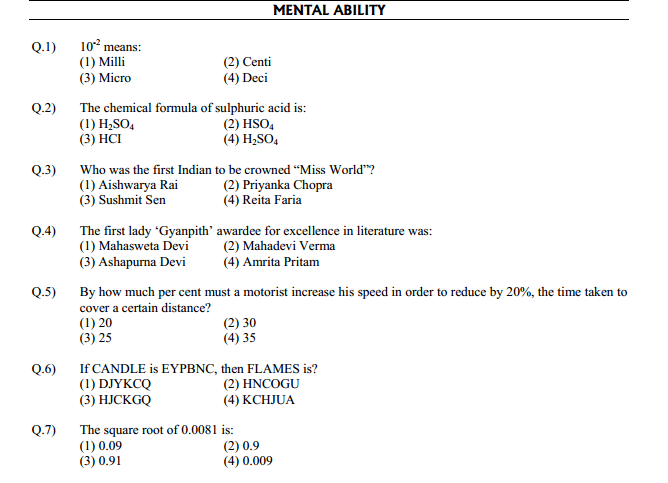 MENTAL ABILITY
Q.1) 10⁻² means:
(1) Milli (2) Centi
(3) Micro (4) Deci
Q.2) The chemical formula of sulphuric acid is:
(1) H₂SO₄ (2) HSO₄
(3) HCI (4) H₂SO₄
Q.3) Who was the first Indian to be crowned “Miss World”?
(1) Aishwarya Rai (2) Priyanka Chopra
(3) Sushmit Sen (4) Reita Faria
Q.4) The first lady ‘Gyanpith’ awardee for excellence in literature was:
(1) Mahasweta Devi (2) Mahadevi Verma
(3) Ashapurna Devi (4) Amrita Pritam
Q.5) By how much per cent must a motorist increase his speed in order to reduce by 20%, the time taken to
cover a certain distance?
(1) 20 (2) 30
(3) 25 (4) 35
Q.6) If CANDLE is EYPBNC, then FLAMES is?
(1) DJYKCQ (2) HNCOGU
(3) HJCKGQ (4) KCHJUA
Q.7) The square root of 0.0081 is:
(1) 0.09 (2) 0.9
(3) 0.91 (4) 0.009